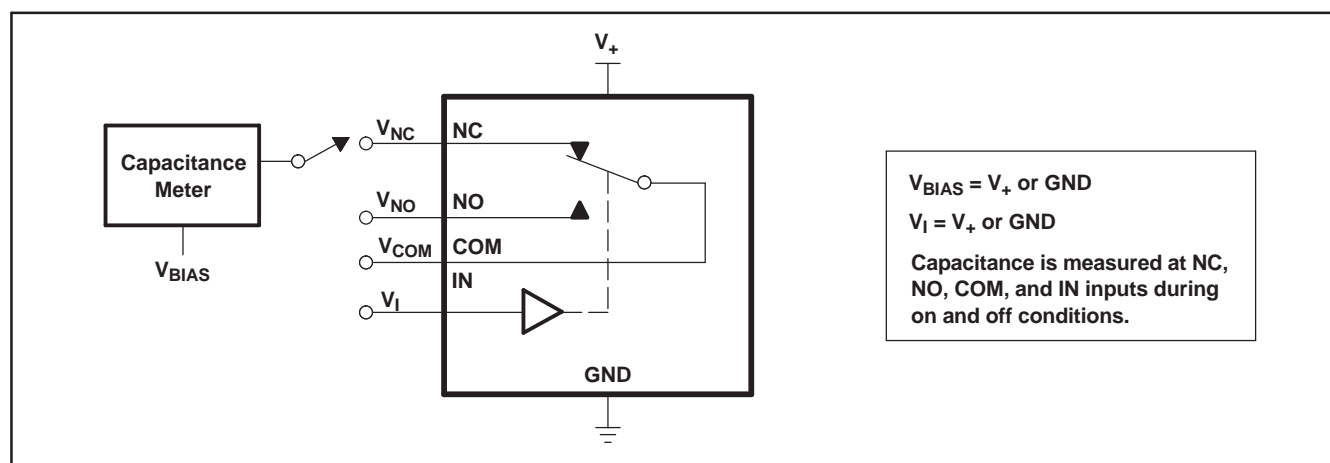 V+
Capacitance
Meter
VBIAS
VNC
NC
VNO
NO
VCOM
COM
IN
VI
GND
VBIAS = V+ or GND
VI = V+ or GND
Capacitance is measured at NC,
NO, COM, and IN inputs during
on and off conditions.